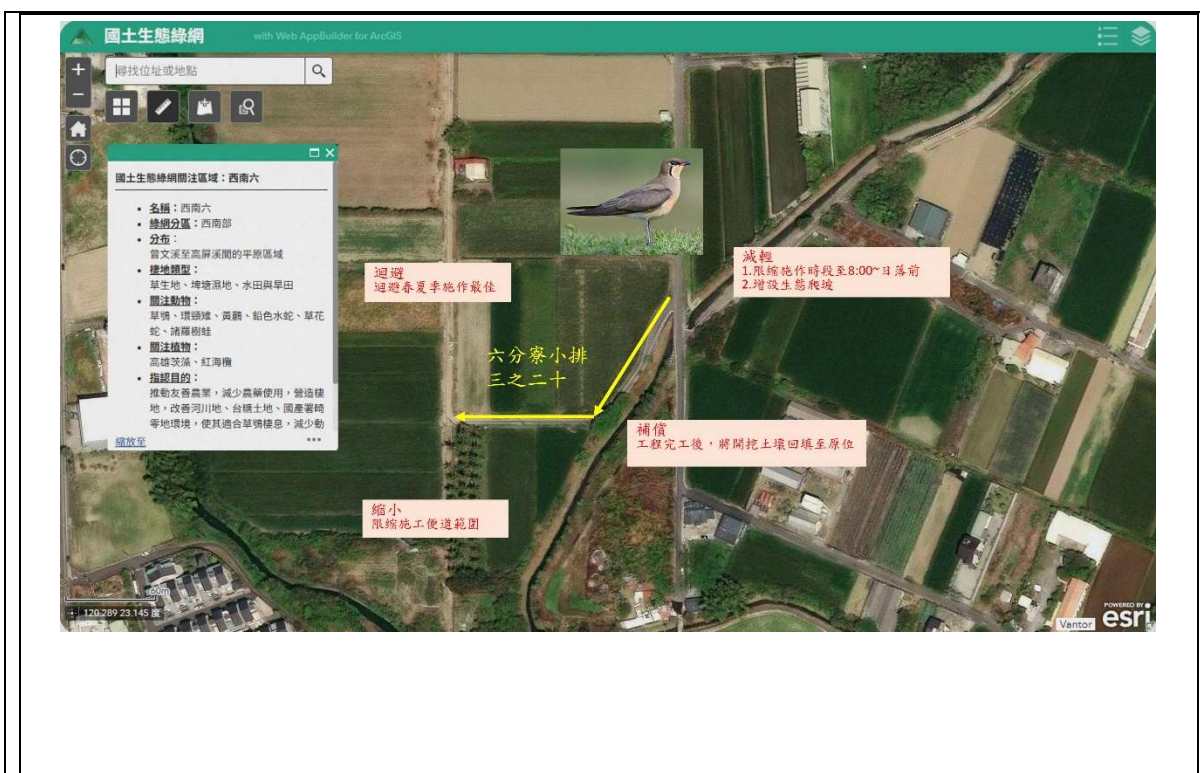 國土生態綠網
with Web AppBuilder for ArcGIS
尋找位址或地點
國土生態綠網關注區域：西南六
名稱：西南六
綠網分區：西南部
分布：
曾文溪至高屏溪間的平原區域
棲地類型：
草生地、埤塘濕地、水田與旱田
關注動物：
草鴞、環頸雉、黃鸝、鉛色水蛇、草花
蛇、諸羅樹蛙
關注植物：
高雄茨藻、紅海欖
指認目的：
推動友善農業，減少農藥使用，營造棲
地，改善河川地、台糖土地、國產署畸
零地環境，使其適合草鴞棲息，減少動
縮放至
迴避
迴避春夏季施作最佳
減輕
1.限縮施作時段至8:00~日落前
2.增設生態爬坡
六分寮小排
三之二十
補償
工程完工後，將開挖土壤回填至原位
縮小
限縮施工便道範圍
60m
120.289 23.145 度
Vantor
POWERED BY
esri